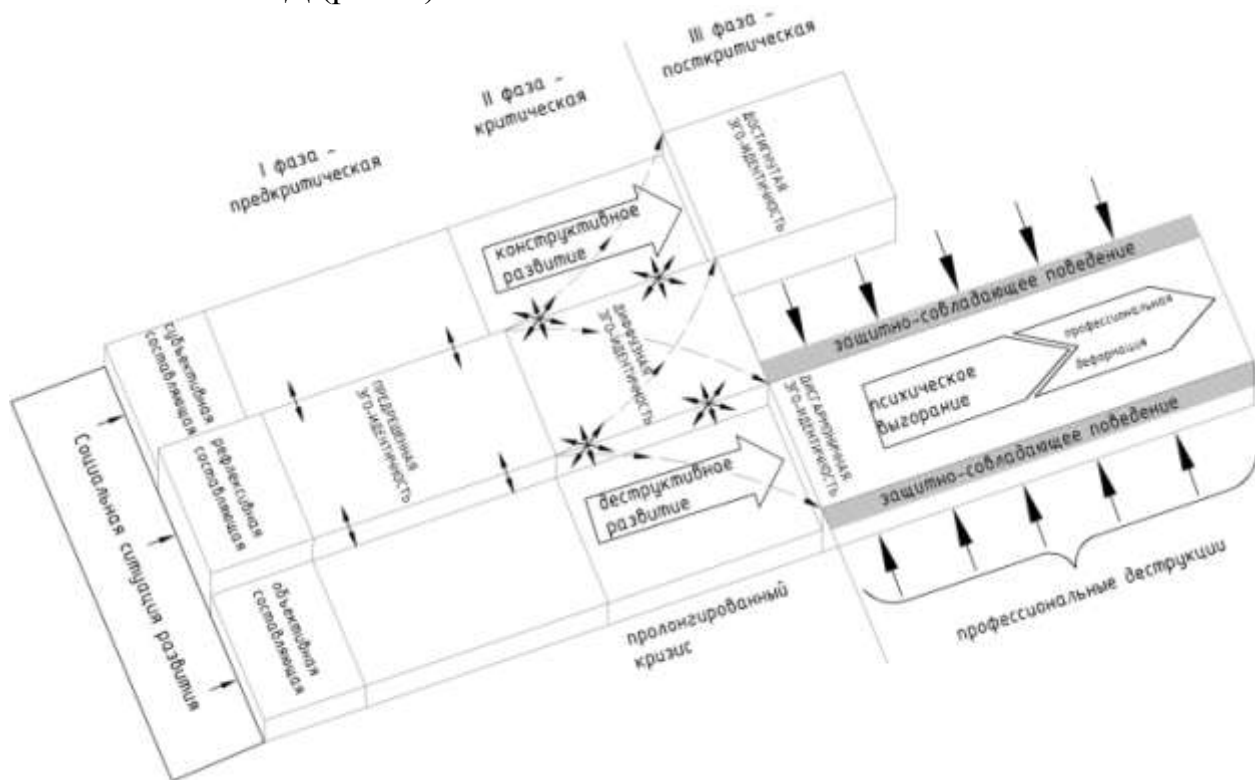 III фаза –
посткритическая
II фаза –
критическая
I фаза –
предкритическая
ДОСТИГНУТАЯ
ЭГО-ИДЕНТИЧНОСТЬ
конструктивное
развитие
защитно-совладающее поведение
субъективная
составляющая
ПРЕДРЕШЕННАЯ
ЭГО-ИДЕНТИЧНОСТЬ
ДИФФУЗНАЯ
ЭГО-ИДЕНТИЧНОСТЬ
профессиональная
деформация
психическое
выгорание
ДИСГАРМОНИЧНАЯ
ЭГО-ИДЕНТИЧНОСТЬ
Социальная ситуация развития
рефлексивная
составляющая
деструктивное
развитие
защитно-совладающее поведение
объективная
составляющая
пролонгированный
кризис
профессиональные деструкции